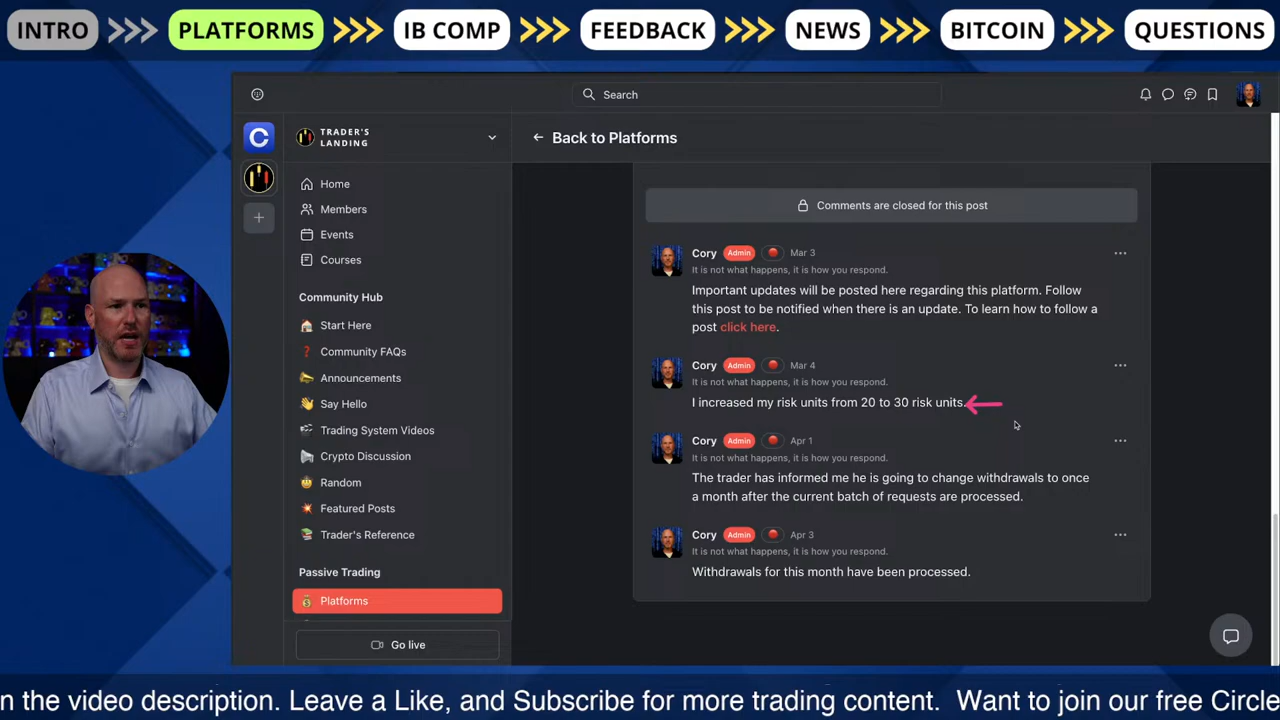 INTRO >>> PLATFORMS >>> IB COMP >>> FEEDBACK >>> NEWS >>> BITCOIN >>> QUESTIONS
Search
C
TRADER'S
LANDING
Back to Platforms
Home
Members
Events
Courses
Community Hub
Start Here
Community FAQs
Announcements
Say Hello
Trading System Videos
Crypto Discussion
Random
Featured Posts
Trader's Reference
Passive Trading
Platforms
Go live
Comments are closed for this post
Cory Admin Mar 3
It is not what happens, it is how you respond.
Important updates will be posted here regarding this platform. Follow
this post to be notified when there is an update. To learn how to follow a
post click here.
Cory Admin Mar 4
It is not what happens, it is how you respond.
I increased my risk units from 20 to 30 risk units.
Cory Admin Apr 1
It is not what happens, it is how you respond.
The trader has informed me he is going to change withdrawals to once
a month after the current batch of requests are processed.
Cory Admin Apr 3
It is not what happens, it is how you respond.
Withdrawals for this month have been processed.
n the video description. Leave a Like, and Subscribe for more trading content. Want to join our free Circle